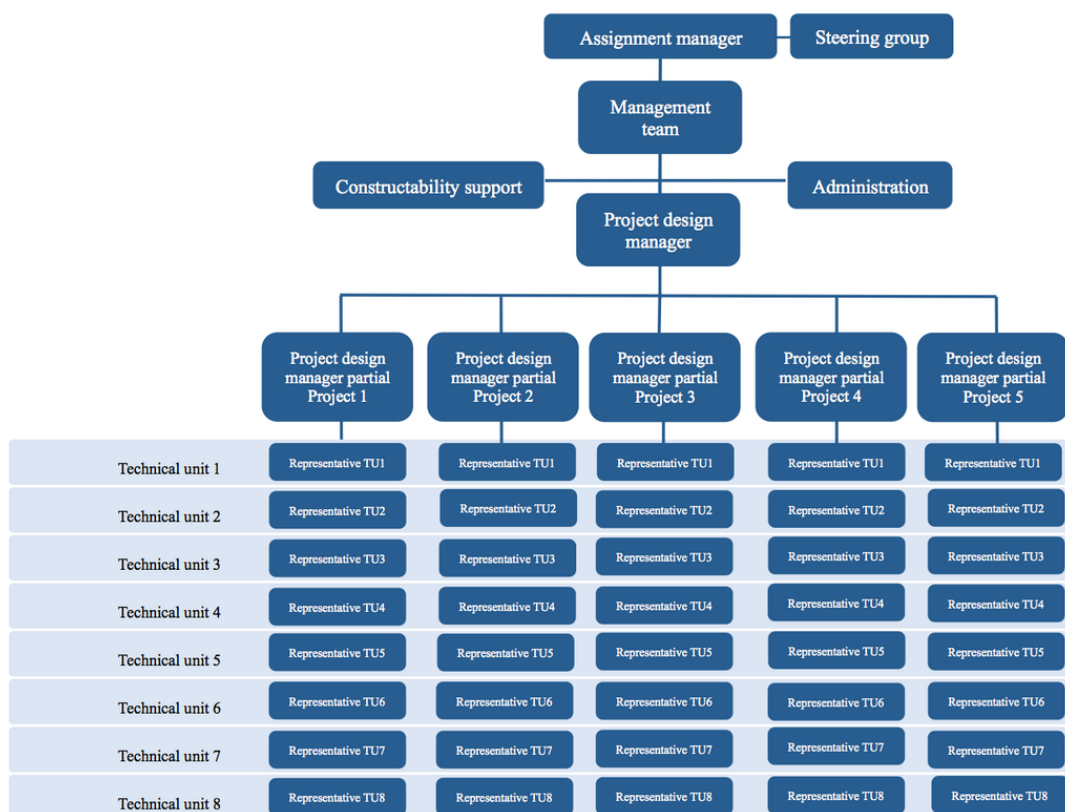 Assignment manager
Steering group
Management
team
Constructability support
Administration
Project design
manager
Project design
manager partial
Project 1
Project design
manager partial
Project 2
Project design
manager partial
Project 3
Project design
manager partial
Project 4
Project design
manager partial
Project 5
Technical unit 1
Representative TU1
Representative TU1
Representative TU1
Representative TU1
Representative TU1
Technical unit 2
Representative TU2
Representative TU2
Representative TU2
Representative TU2
Representative TU2
Technical unit 3
Representative TU3
Representative TU3
Representative TU3
Representative TU3
Representative TU3
Technical unit 4
Representative TU4
Representative TU4
Representative TU4
Representative TU4
Representative TU4
Technical unit 5
Representative TU5
Representative TU5
Representative TU5
Representative TU5
Representative TU5
Technical unit 6
Representative TU6
Representative TU6
Representative TU6
Representative TU6
Representative TU6
Technical unit 7
Representative TU7
Representative TU7
Representative TU7
Representative TU7
Representative TU7
Technical unit 8
Representative TU8
Representative TU8
Representative TU8
Representative TU8
Representative TU8